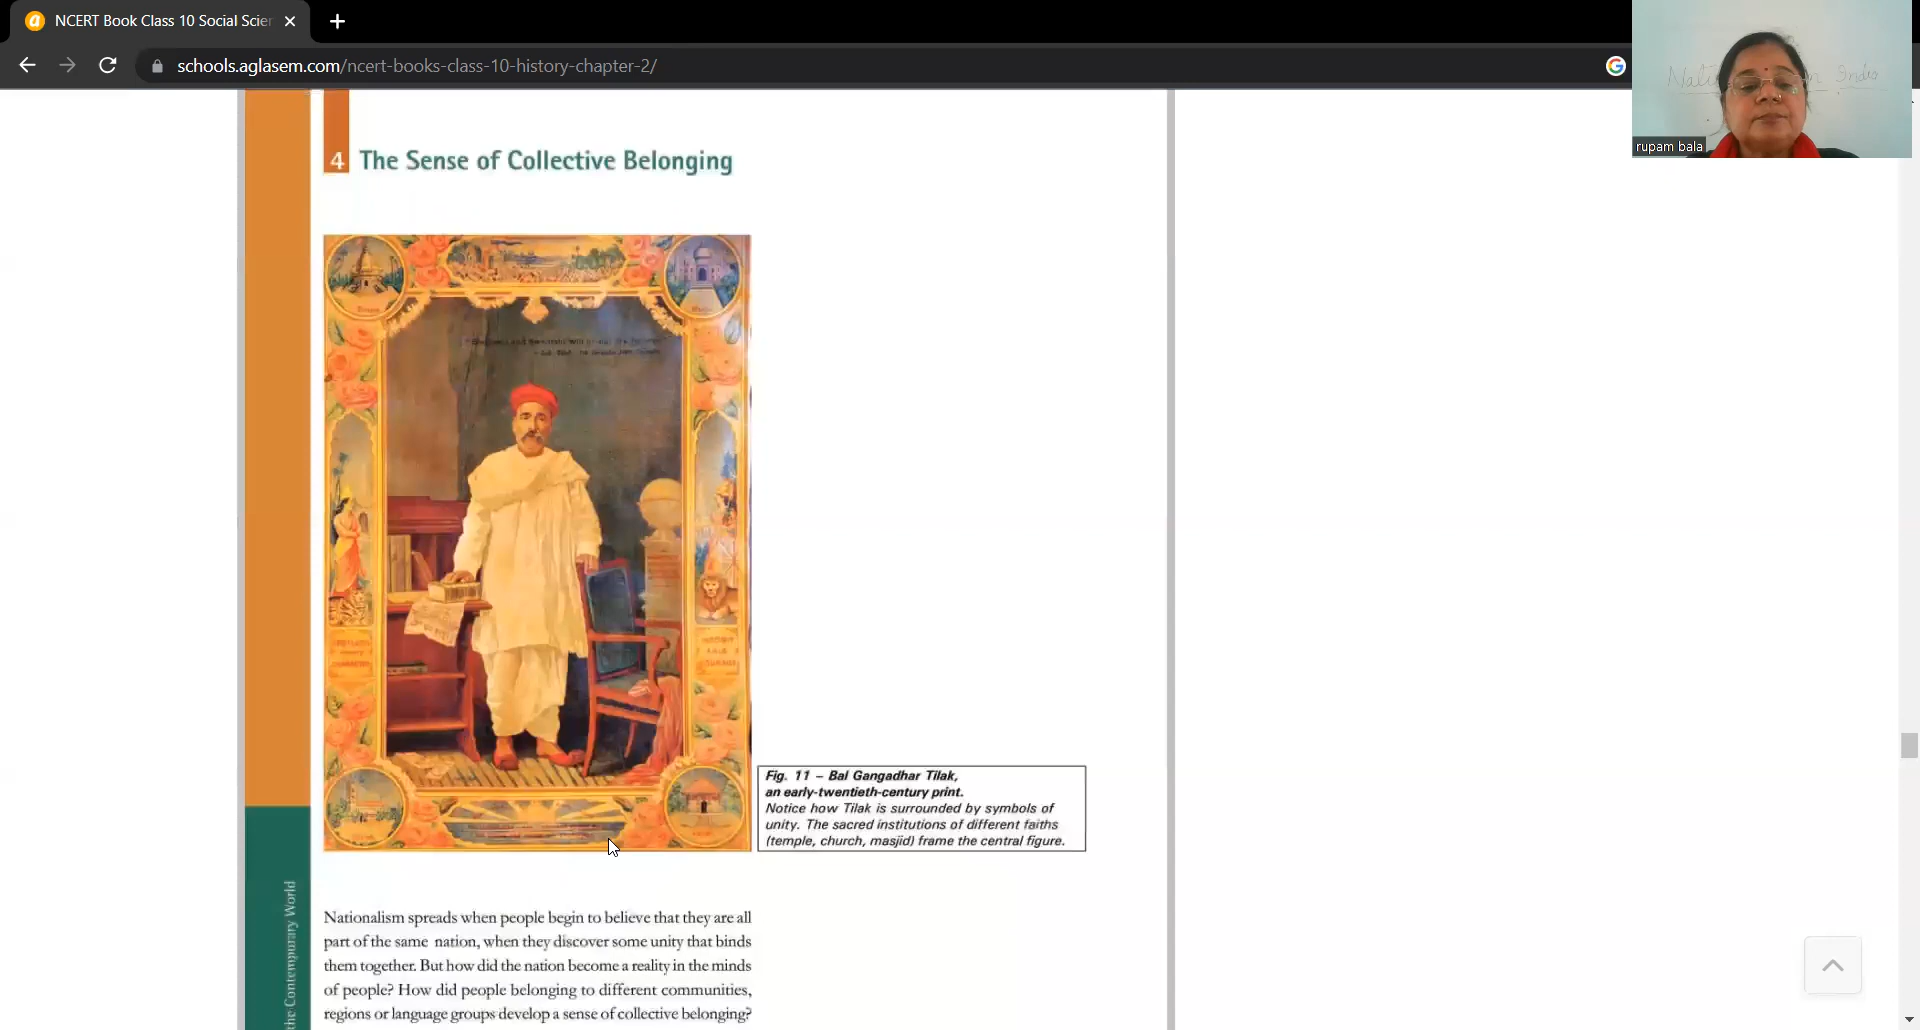 NCERT Book Class 10 Social Scien
schools.aglasem.com/ncert-books-class-10-history-chapter-2/
rupam bala
4 The Sense of Collective Belonging
Fig. 11 – Bal Gangadhar Tilak,
an early-twentieth-century print.
Notice how Tilak is surrounded by symbols of
unity. The sacred institutions of different faiths
(temple, church, masjid) frame the central figure.
Nationalism spreads when people begin to believe that they are all
part of the same nation, when they discover some unity that binds
them together. But how did the nation become a reality in the minds
of people? How did people belonging to different communities,
regions or language groups develop a sense of collective belonging?
the Contemporary World